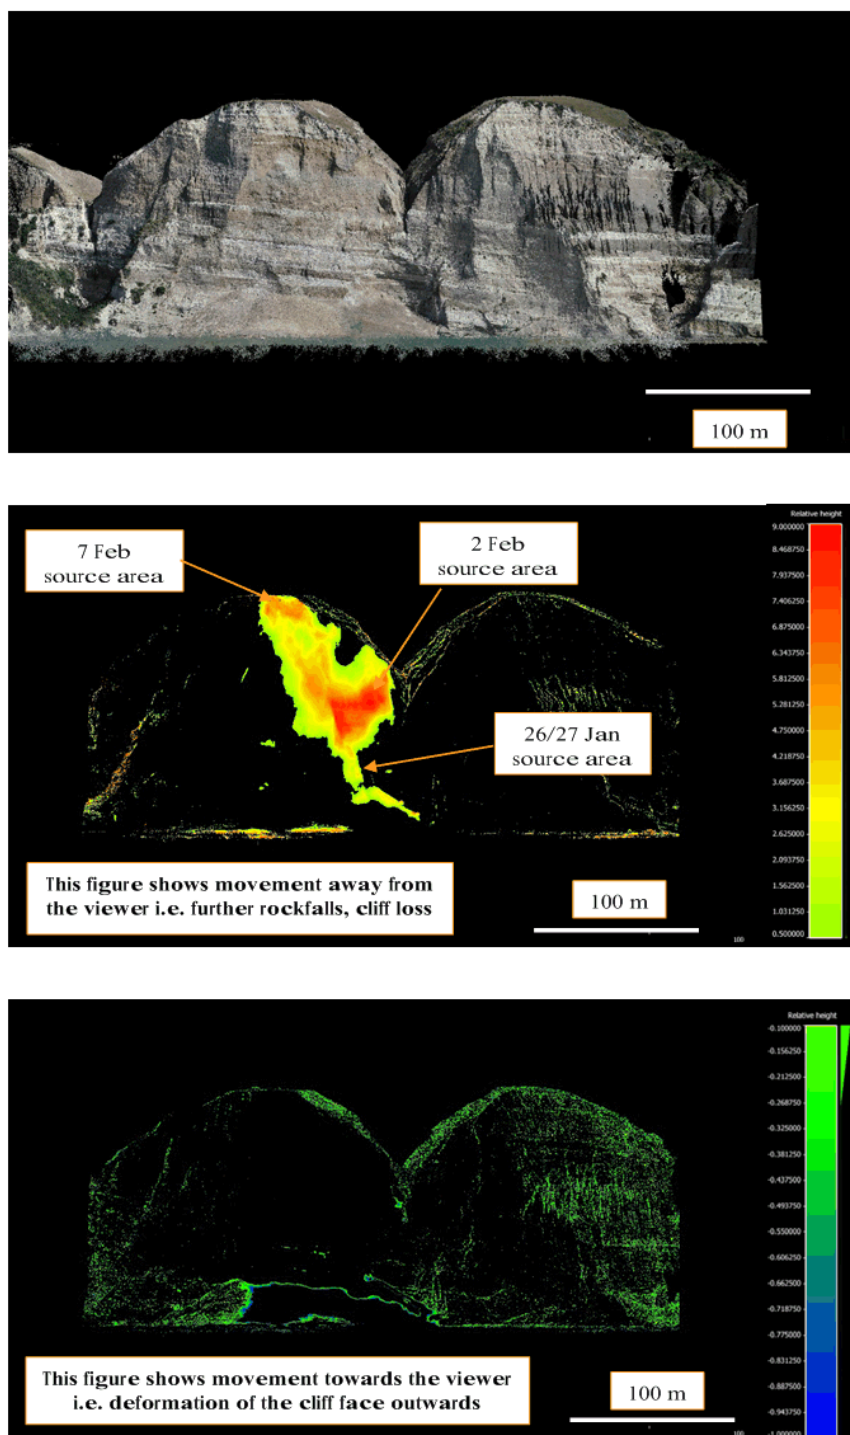 100 m
Relative height
7 Feb
source area
2 Feb
source area
26/27 Jan
source area
This figure shows movement away from
the viewer i.e. further rockfalls, cliff loss
100 m
100
9.000000
8.468750
7.937500
7.406250
6.875000
6.343750
5.812500
5.281250
4.750000
4.218750
3.687500
3.156250
2.625000
2.093750
1.562500
1.031250
0.500000
Relative height
-0.100000
-0.156250
-0.212500
-0.268750
-0.325000
-0.381250
-0.437500
-0.493750
-0.550000
-0.606250
-0.662500
-0.718750
-0.775000
-0.831250
-0.887500
-0.943750
-1.000000
This figure shows movement towards the viewer
i.e. deformation of the cliff face outwards
100 m
100